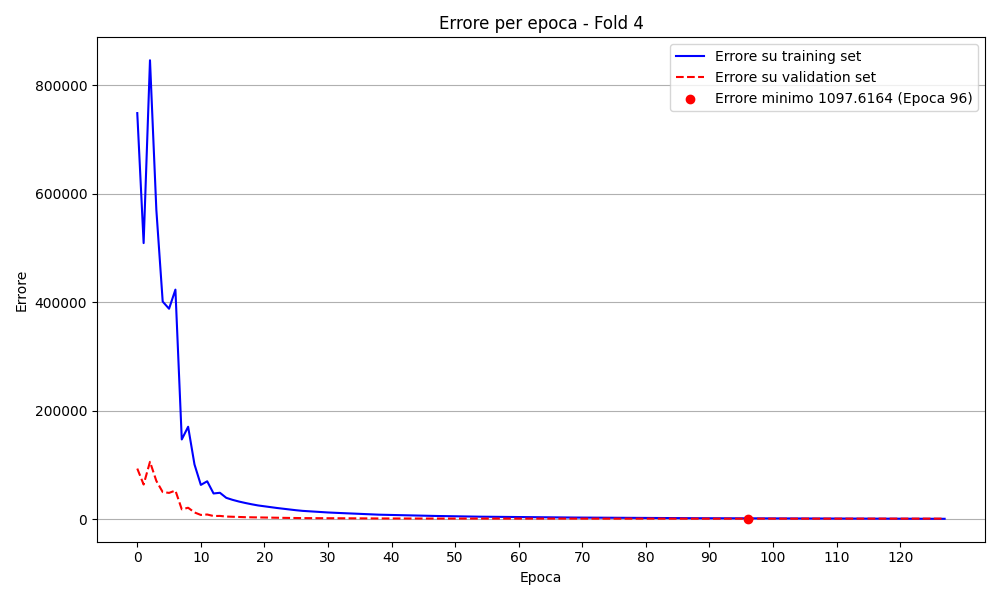 Errore per epoca - Fold 4
Errore su training set
Errore su validation set
Errore minimo 1097.6164 (Epoca 96)
Errore
800000
600000
400000
200000
0
0 10 20 30 40 50 60 70 80 90 100 110 120
Epoca